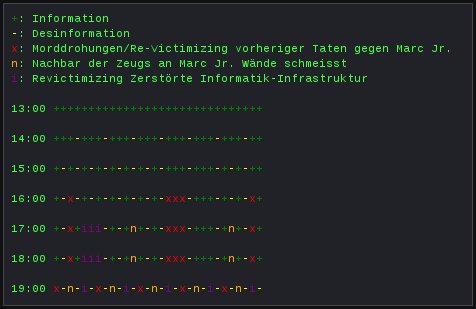 +: Information
-: Desinformation
x: Morddrohungen/Re-Victimizing vorheriger Taten gegen Marc Jr.
n: Nachbar der Zeugs an Marc Jr. Wände schmeisst
i: Revictimizing Zerstörte Informatik-Infrastruktur
13:00 ++++++++++++++++++++++++++++++
14:00 +++-+++-+++-+++-+++-+++-+++-++
15:00 +-+-+-+-+-+-+-+-+++-+++-+-+-++
16:00 +-x-+-+-+-+-+-+-xxx-+++-+-+-x+
17:00 +-x+iii-+-+n+-+-xxx-+++-+n+-x+
18:00 +-x+iii-+-+n+-+-xxx-+++-+n+-x+
19:00 x-n-i-x-n-i-x-n-i-x-n-i-x-n-i-